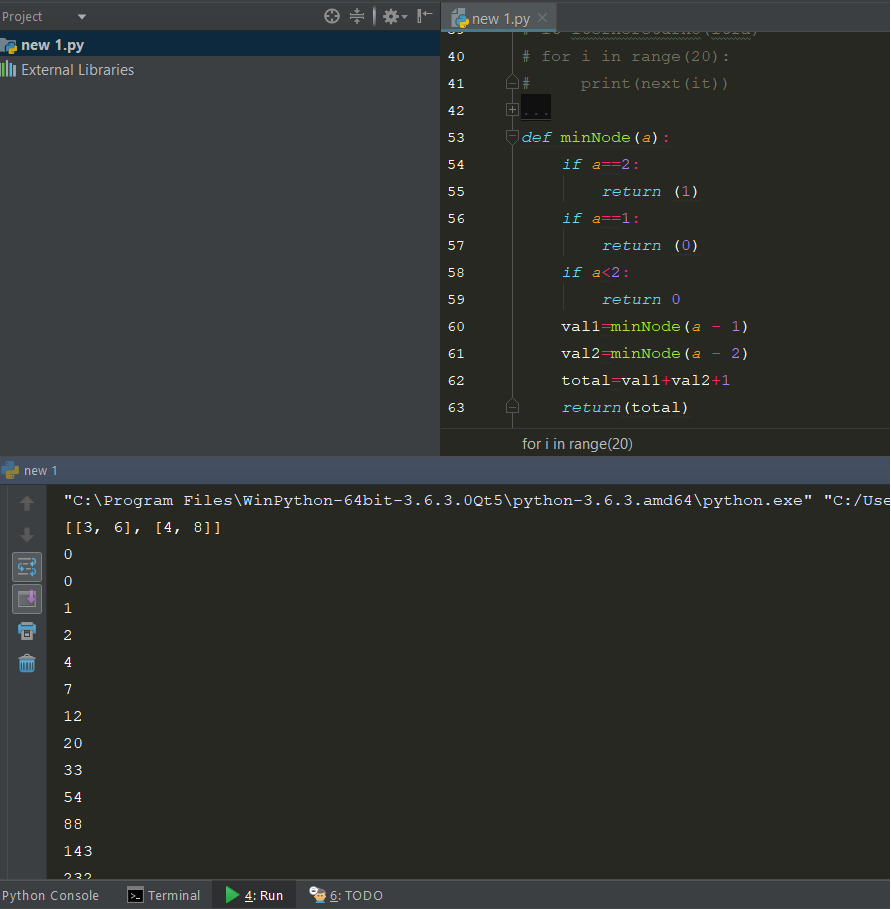 Project
new 1.py
new 1.py
External Libraries
40 # for i in range(20):
41 # print(next(it))
42 ...
53 def minNode(a):
54 if a==2:
55 return (1)
56 if a==1:
57 return (0)
58 if a<2:
59 return 0
60 val1=minNode(a - 1)
61 val2=minNode(a - 2)
62 total=val1+val2+1
63 return(total)
for i in range(20)
new 1
"C:\Program Files\WinPython-64bit-3.6.3.0Qt5\python-3.6.3.amd64\python.exe" "C:/Use
[[3, 6], [4, 8]]
0
0
1
2
4
7
12
20
33
54
88
143
232
Python Console
Terminal
4: Run
6: TODO